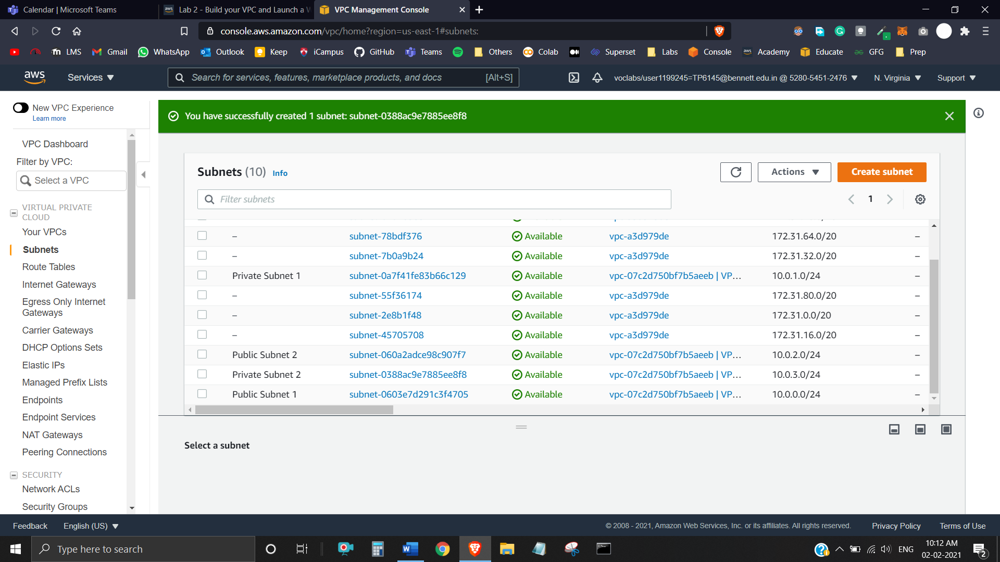 Calendar | Microsoft Teams
aws Lab 2 - Build your VPC and Launch a W
VPC Management Console
console.aws.amazon.com/vpc/home?region=us-east-1#subnets:
LMS Gmail WhatsApp Outlook Keep iCampus GitHub Teams Others Colab Superset Labs Console aws Academy Educate GFG Prep
aws Services Search for services, features, marketplace products, and docs [Alt+S] voclabs/user1199245=TP6145@bennett.edu.in @ 5280-5451-2476 N. Virginia Support
New VPC Experience
Learn more
You have successfully created 1 subnet: subnet-0388ac9e7885ee8f8
VPC Dashboard
Filter by VPC:
Select a VPC
VIRTUAL PRIVATE
CLOUD
Your VPCs
Subnets
Route Tables
Internet Gateways
Egress Only Internet
Gateways
Carrier Gateways
DHCP Options Sets
Elastic IPs
Managed Prefix Lists
Endpoints
Endpoint Services
NAT Gateways
Peering Connections
SECURITY
Network ACLs
Security Groups
Subnets (10) Info
Actions
Create subnet
Filter subnets
1
– subnet-78bdf376 Available vpc-a3d979de 172.31.64.0/20 –
– subnet-7b0a9b24 Available vpc-a3d979de 172.31.32.0/20 –
Private Subnet 1 subnet-0a7f41fe83b66c129 Available vpc-07c2d750bf7b5aeeb | VP... 10.0.1.0/24 –
– subnet-55f36174 Available vpc-a3d979de 172.31.80.0/20 –
– subnet-2e8b1f48 Available vpc-a3d979de 172.31.0.0/20 –
– subnet-45705708 Available vpc-a3d979de 172.31.16.0/20 –
Public Subnet 2 subnet-060a2adce98c907f7 Available vpc-07c2d750bf7b5aeeb | VP... 10.0.2.0/24 –
Private Subnet 2 subnet-0388ac9e7885ee8f8 Available vpc-07c2d750bf7b5aeeb | VP... 10.0.3.0/24 –
Public Subnet 1 subnet-0603e7d291c3f4705 Available vpc-07c2d750bf7b5aeeb | VP... 10.0.0.0/24 –
Select a subnet
Feedback English (US) © 2008 - 2021, Amazon Web Services, Inc. or its affiliates. All rights reserved. Privacy Policy Terms of Use
Type here to search
ENG
10:12 AM
02-02-2021
2